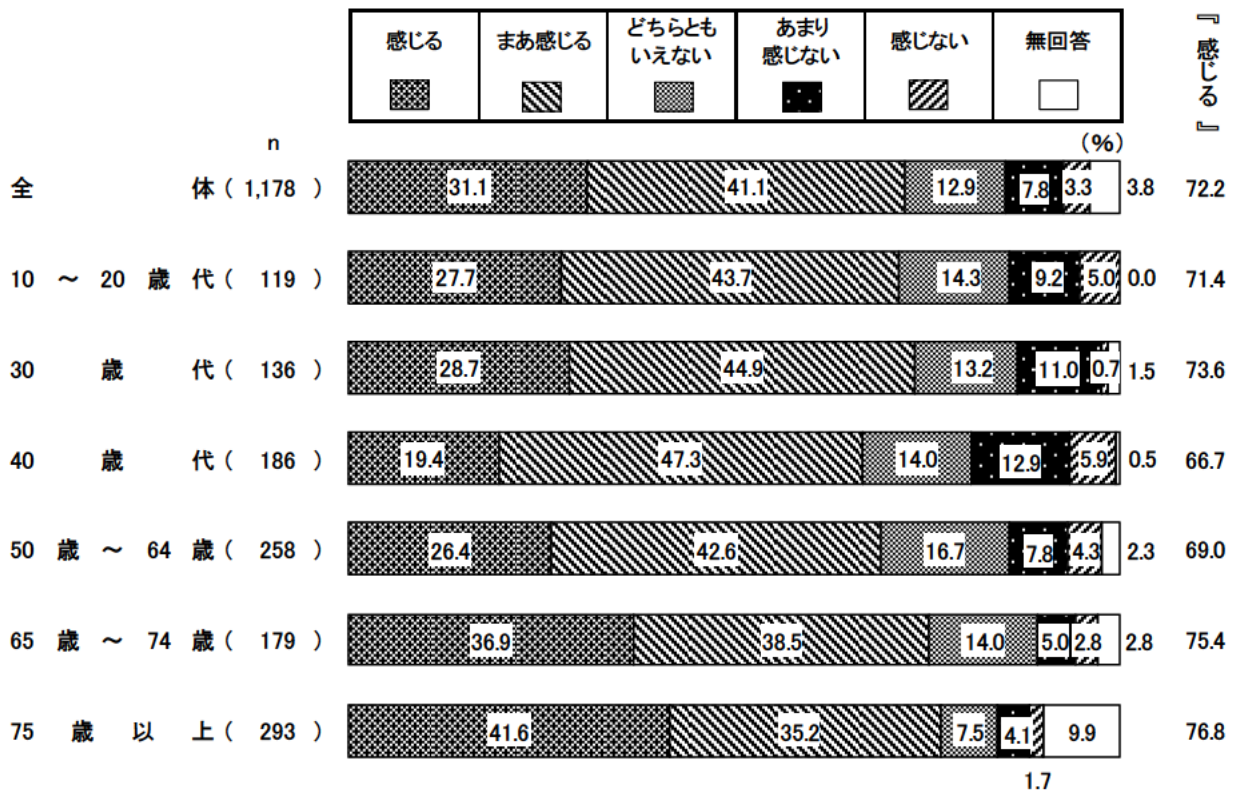 感じる まあ感じる どちらとも いえない あまり 感じない 感じない 無回答
『感じる』
n (%)
全体( 1,178 ) 31.1 41.1 12.9 7.8 3.3 3.8 72.2
10 ～ 20 歳代( 119 ) 27.7 43.7 14.3 9.2 5.0 0.0 71.4
30 歳代( 136 ) 28.7 44.9 13.2 11.0 0.7 1.5 73.6
40 歳代( 186 ) 19.4 47.3 14.0 12.9 5.9 0.5 66.7
50 歳 ～ 64 歳( 258 ) 26.4 42.6 16.7 7.8 4.3 2.3 69.0
65 歳 ～ 74 歳( 179 ) 36.9 38.5 14.0 5.0 2.8 2.8 75.4
75 歳以上( 293 ) 41.6 35.2 7.5 4.1 9.9 76.8
1.7